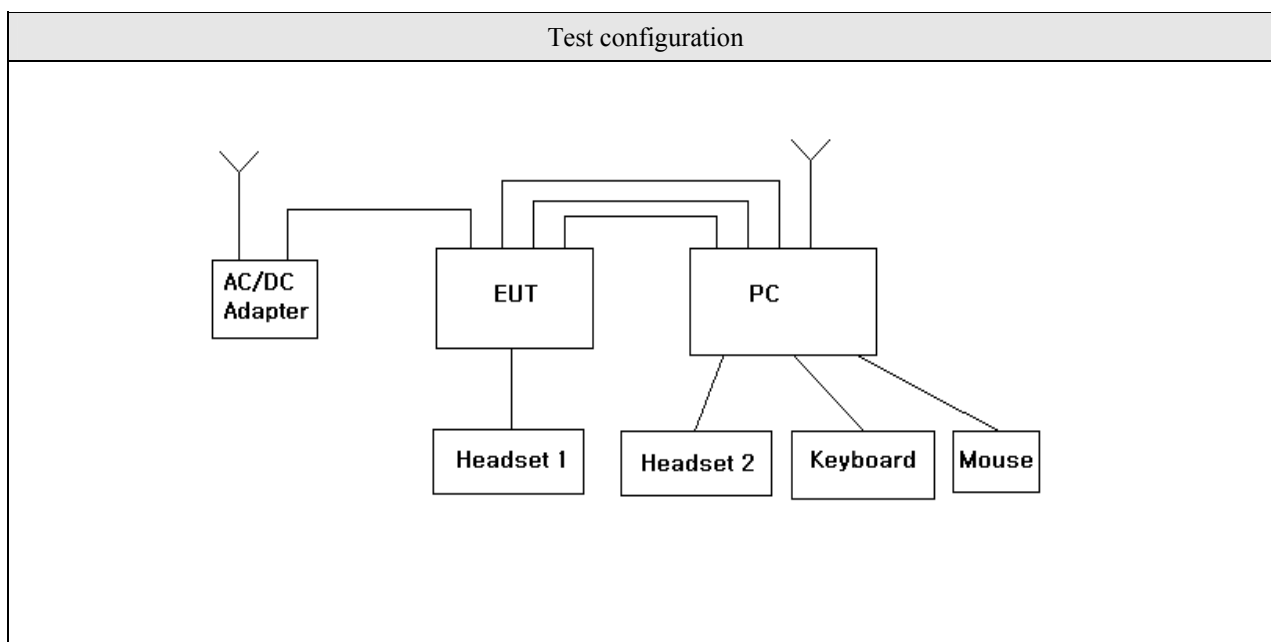 Test configuration
AC/DC
Adapter
EUT
PC
Headset 1
Headset 2
Keyboard
Mouse